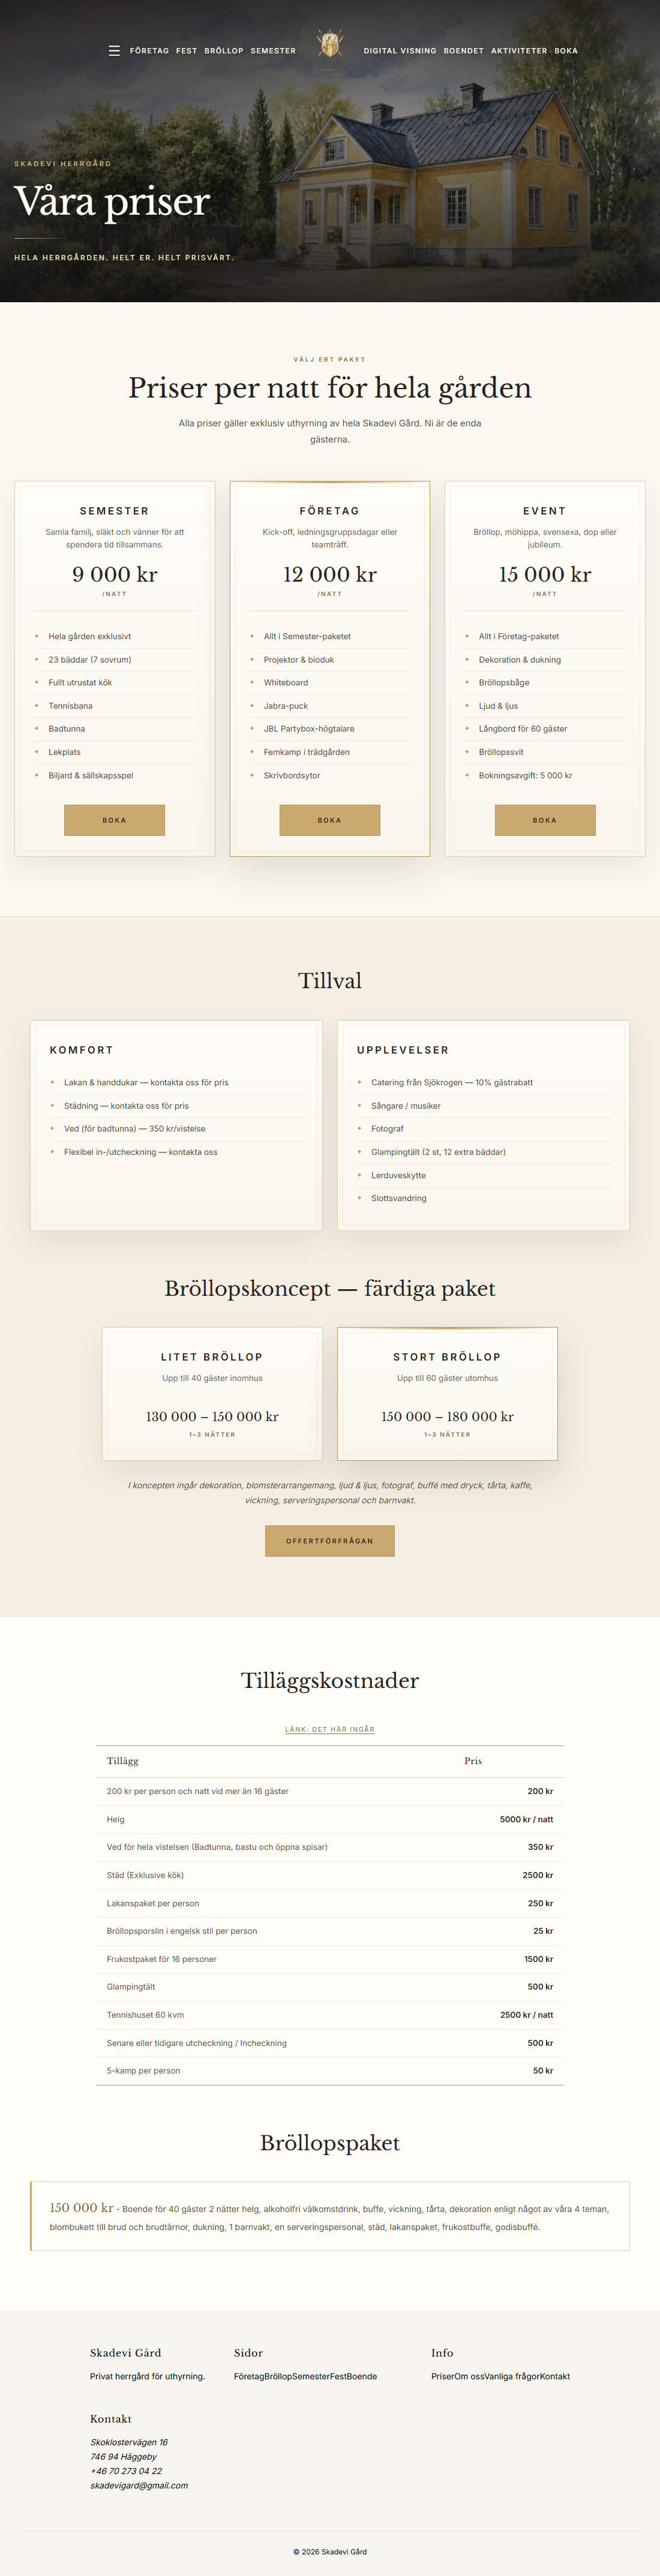 FÖRETAG FEST BRÖLLOP SEMESTER DIGITAL VISNING BOENDET AKTIVITETER BOKA
SKADEVI HERRGÅRD
Våra priser
HELA HERRGÅRDEN. HELT ER. HELT PRISVÄRT.
VÄLJ ERT PAKET
Priser per natt för hela gården
Alla priser gäller exklusiv uthyrning av hela Skadevi Gård. Ni är de enda
gästerna.
SEMESTER
Samla familj, släkt och vänner för att
spendera tid tillsammans.
9 000 kr
/NATT
Hela gården exklusivt
23 bäddar (7 sovrum)
Fullt utrustat kök
Tennisbana
Badtunna
Lekplats
Biljard & sällskapsspel
BOKA
FÖRETAG
Kick-off, ledningsgruppsdagar eller
teamträff.
12 000 kr
/NATT
Allt i Semester-paketet
Projektor & bioduk
Whiteboard
Jabra-puck
JBL Partybox-högtalare
Femkamp i trädgården
Skrivbordsytor
BOKA
EVENT
Bröllop, möhippa, svensexa, dop eller
jubileum.
15 000 kr
/NATT
Allt i Företag-paketet
Dekoration & dukning
Bröllopsbåge
Ljud & ljus
Långbord för 60 gäster
Bröllopssvit
Bokningsavgift: 5 000 kr
BOKA
Tillval
KOMFORT
Lakan & handdukar — kontakta oss för pris
Städning — kontakta oss för pris
Ved (för badtunna) — 350 kr/vistelse
Flexibel in-/utcheckning — kontakta oss
UPPLEVELSER
Catering från Sjökrogen — 10% gästrabatt
Sångare / musiker
Fotograf
Glampingtält (2 st, 12 extra bäddar)
Lerduveskytte
Slottsvandring
Bröllopskoncept — färdiga paket
LITET BRÖLLOP
Upp till 40 gäster inomhus
130 000 – 150 000 kr
1–3 NÄTTER
STORT BRÖLLOP
Upp till 60 gäster utomhus
150 000 – 180 000 kr
1–3 NÄTTER
I koncepten ingår dekoration, blomsterarrangemang, ljud & ljus, fotograf, buffé med dryck, tårta, kaffe,
vickning, serveringspersonal och barnvakt.
OFFERTFÖRFRÅGAN
Tilläggskostnader
LÄNK: DET HÄR INGÅR
Tillägg Pris
200 kr per person och natt vid mer än 16 gäster 200 kr
Helg 5000 kr / natt
Ved för hela vistelsen (Badtunna, bastu och öppna spisar) 350 kr
Städ (Exklusive kök) 2500 kr
Lakanspaket per person 250 kr
Bröllopsporslin i engelsk stil per person 25 kr
Frukostpaket för 16 personer 1500 kr
Glampingtält 500 kr
Tennishuset 60 kvm 2500 kr / natt
Senare eller tidigare utcheckning / Incheckning 500 kr
5-kamp per person 50 kr
Bröllopspaket
150 000 kr - Boende för 40 gäster 2 nätter helg, alkoholfri välkomstdrink, buffe, vickning, tårta, dekoration enligt något av våra 4 teman,
blombukett till brud och brudtärnor, dukning, 1 barnvakt, en serveringspersonal, städ, lakanspaket, frukostbuffe, godisbuffé.
Skadevi Gård
Privat herrgård för uthyrning.
Sidor
FöretagBröllopSemesterFestBoende
Info
PriserOm ossVanliga frågorKontakt
Kontakt
Skoklostervägen 16
746 94 Häggeby
+46 70 273 04 22
skadevigard@gmail.com
© 2026 Skadevi Gård